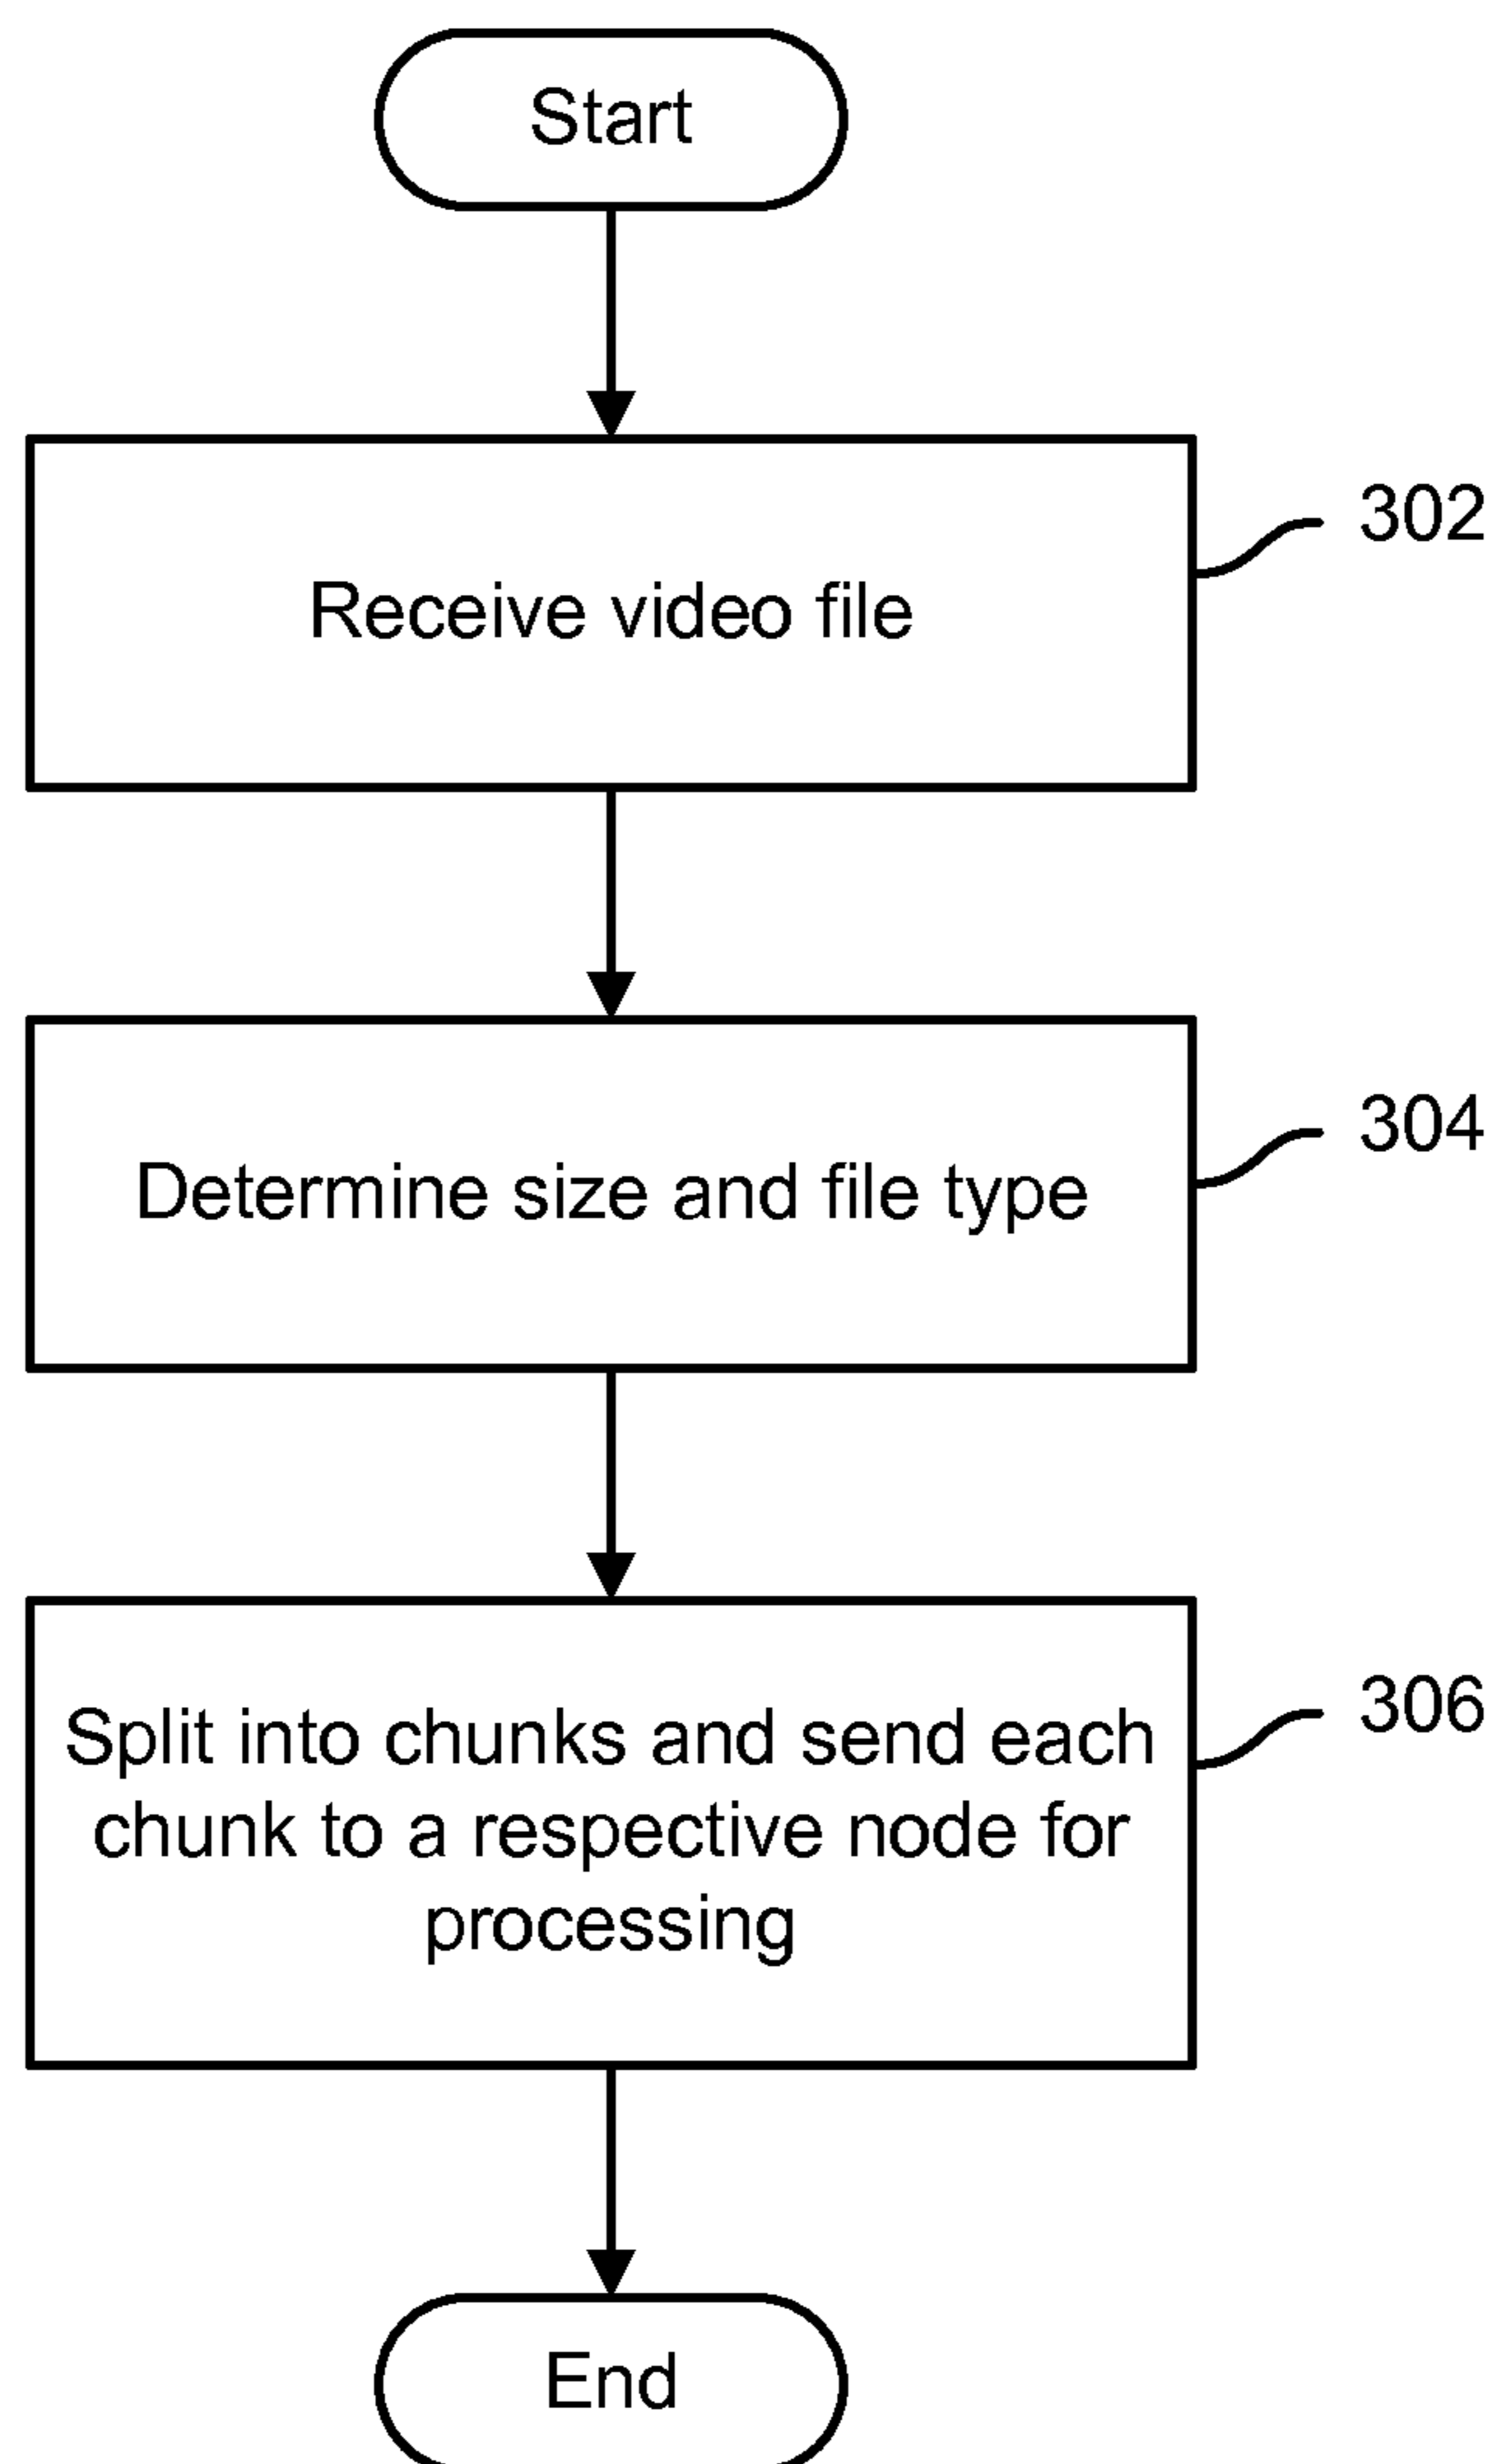 Start
302
Receive video file
304
Determine size and file type
306
Split into chunks and send each
chunk to a respective node for
processing
End